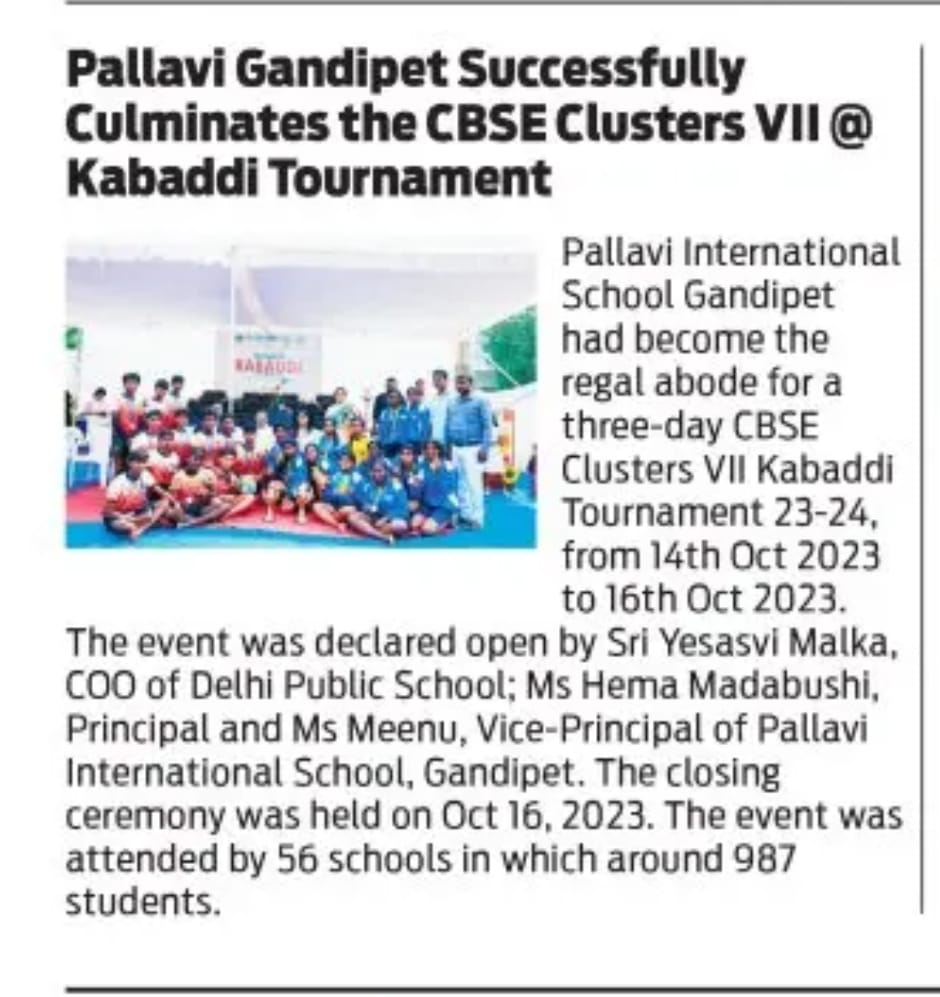 Pallavi Gandipet Successfully
Culminates the CBSE Clusters VII @
Kabaddi Tournament
KABADDI
Pallavi International
School Gandipet
had become the
regal abode for a
three-day CBSE
Clusters VII Kabaddi
Tournament 23-24,
from 14th Oct 2023
to 16th Oct 2023.
The event was declared open by Sri Yesasvi Malka,
COO of Delhi Public School; Ms Hema Madabushi,
Principal and Ms Meenu, Vice-Principal of Pallavi
International School, Gandipet. The closing
ceremony was held on Oct 16, 2023. The event was
attended by 56 schools in which around 987
students.